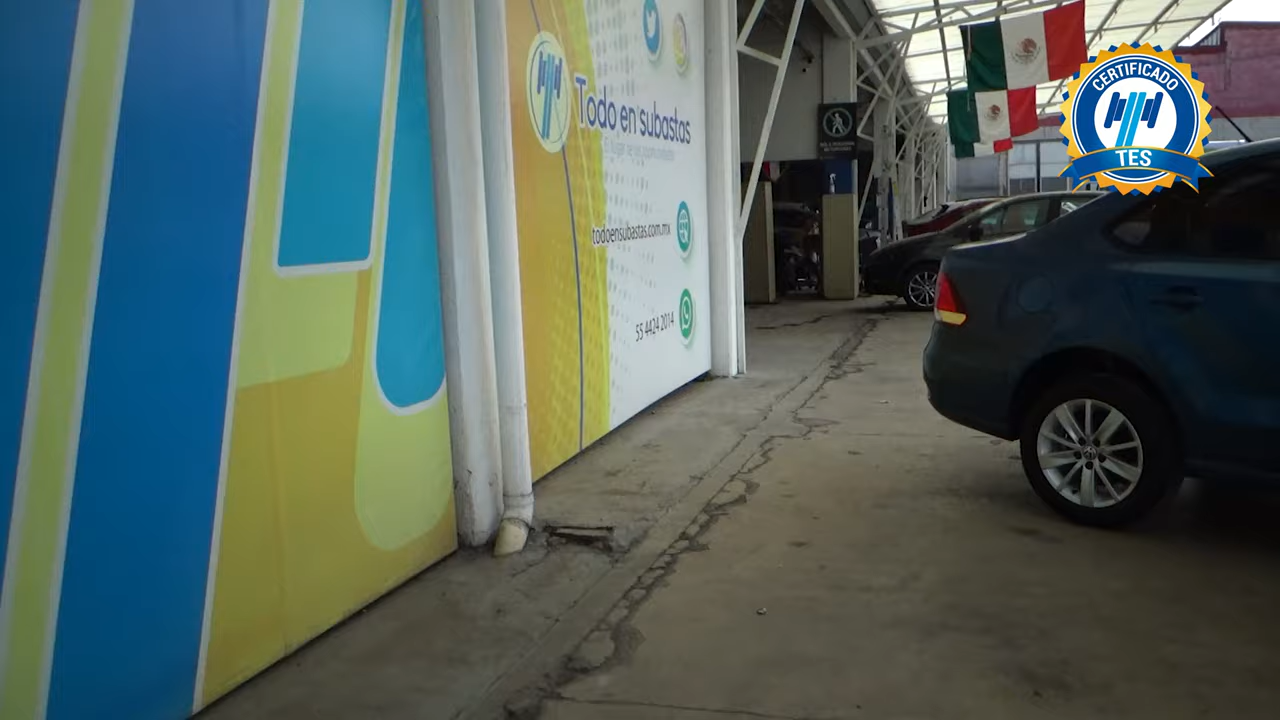 Todo en subastas
todoensubastas.com.mx
55 4424 2014
CERTIFICADO
TES